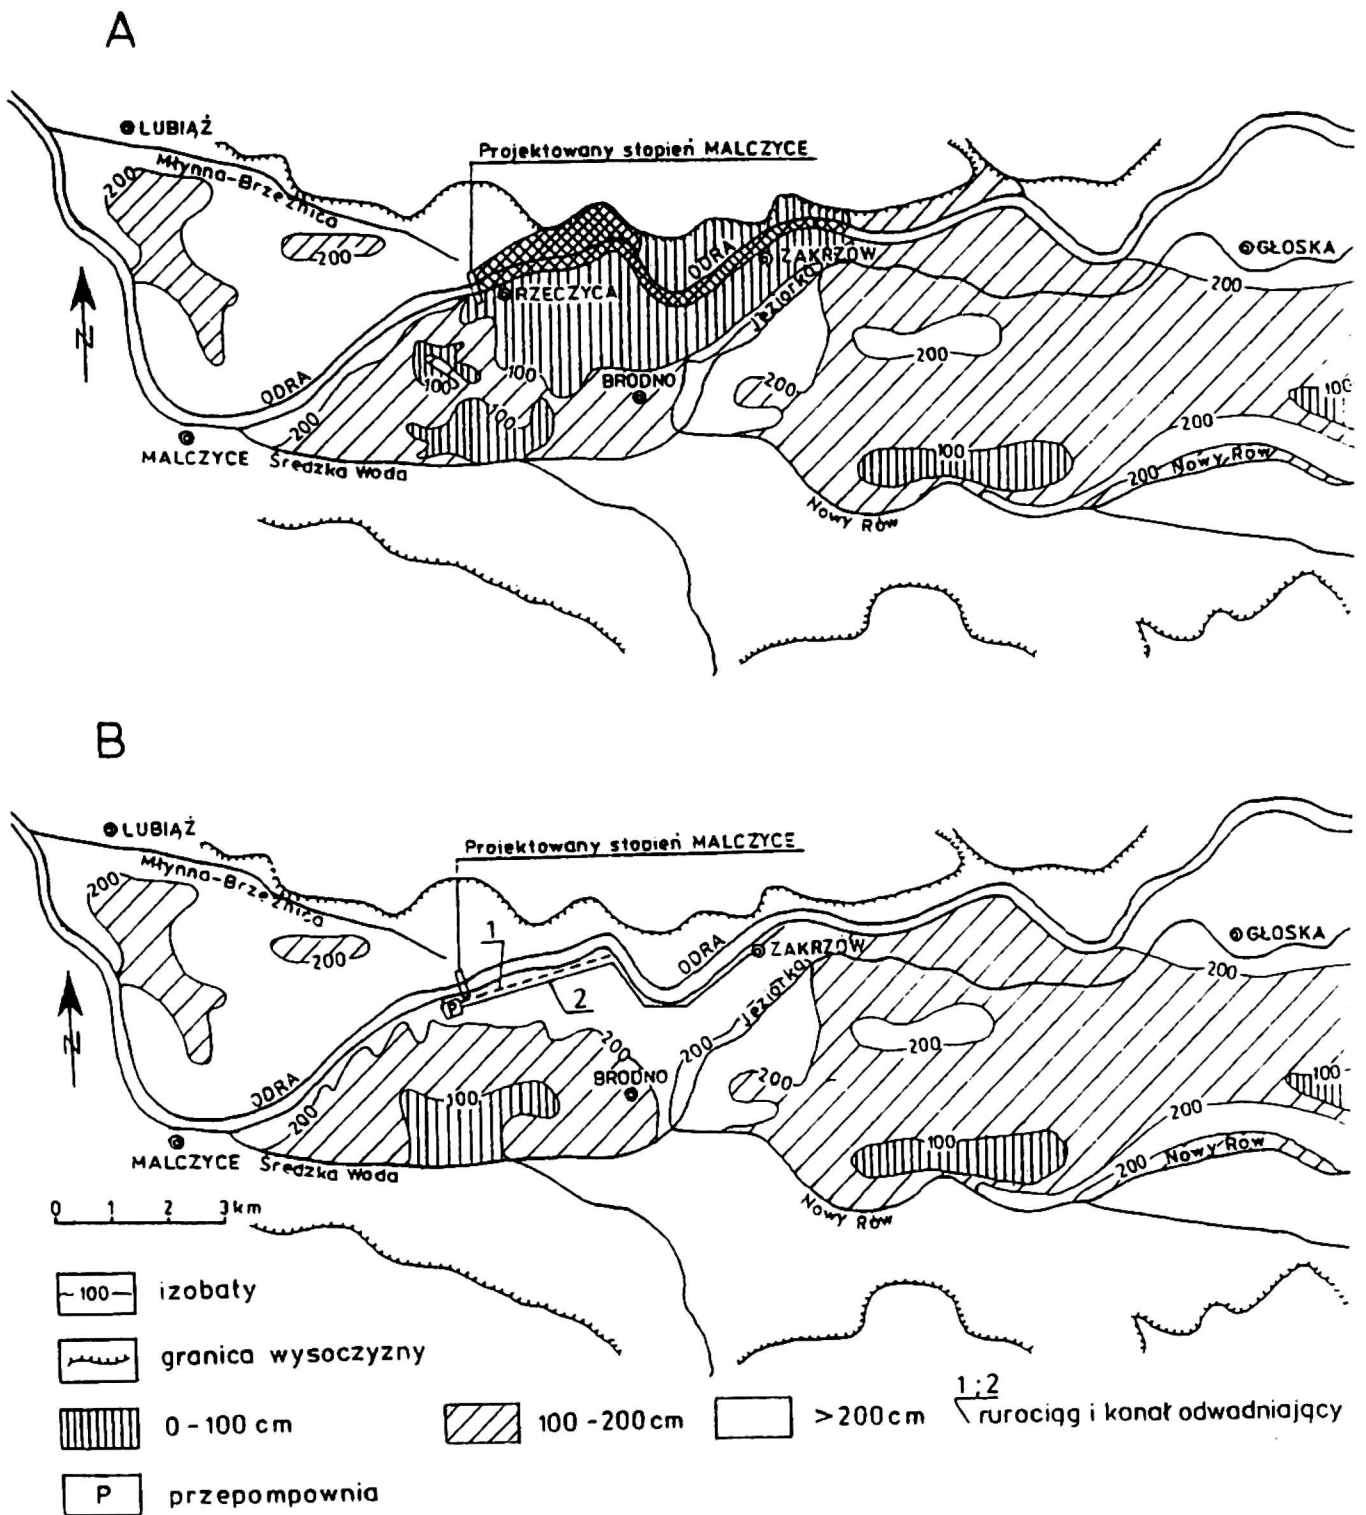 A
LUBIĄŻ
Młynna-Brzeźnica
Projektowany stopień MALCZYCE
200
200
ODRA
ZAKRZÓW
GŁOSKA
RZECZYCA
Jeziorka
200
200
100
100
BRODNO
200
100
ODRA
100
200
200
MALCZYCE
Średzka Woda
100
200
Nowy Rów
Nowy Rów
N
B
LUBIĄŻ
Młynna-Brzeźnica
Projektowany stopień MALCZYCE
200
200
1
ODRA
ZAKRZÓW
GŁOSKA
P
2
Jeziorka
200
200
200
200
BRODNO
200
100
100
ODRA
200
200
MALCZYCE
Średzka Woda
100
200
Nowy Rów
Nowy Rów
N
0 1 2 3 km
100 izobaty
granica wysoczyzny
0-100 cm
100-200 cm
>200 cm
1;2
rurociąg i kanał odwadniający
P przepompownia